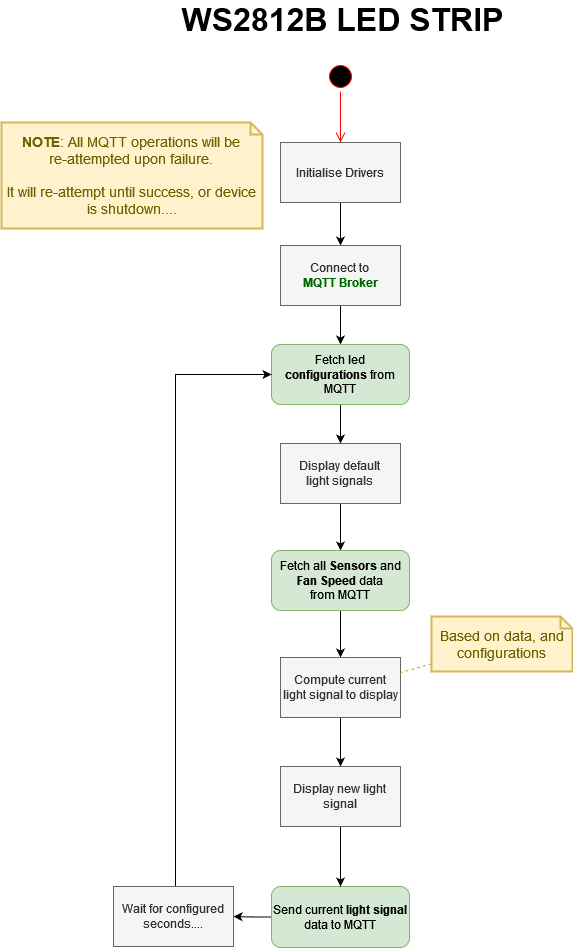 WS2812B LED STRIP
NOTE: All MQTT operations will be
re-attempted upon failure.
It will re-attempt until success, or device
is shutdown....
Initialise Drivers
Connect to
MQTT Broker
Fetch led
configurations from
MQTT
Display default
light signals
Fetch all Sensors and
Fan Speed data
from MQTT
Based on data, and
configurations
Compute current
light signal to display
Display new light
signal
Send current light signal
data to MQTT
Wait for configured
seconds....